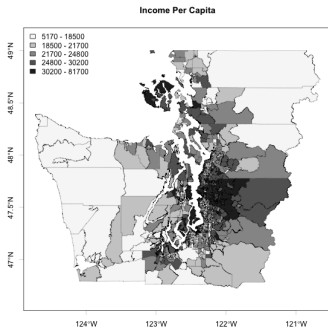 Income Per Capita
5170 - 18500
18500 - 21700
21700 - 24800
24800 - 30200
30200 - 81700
49°N
48.5°N
48°N
47.5°N
47°N
124°W
123°W
122°W
121°W